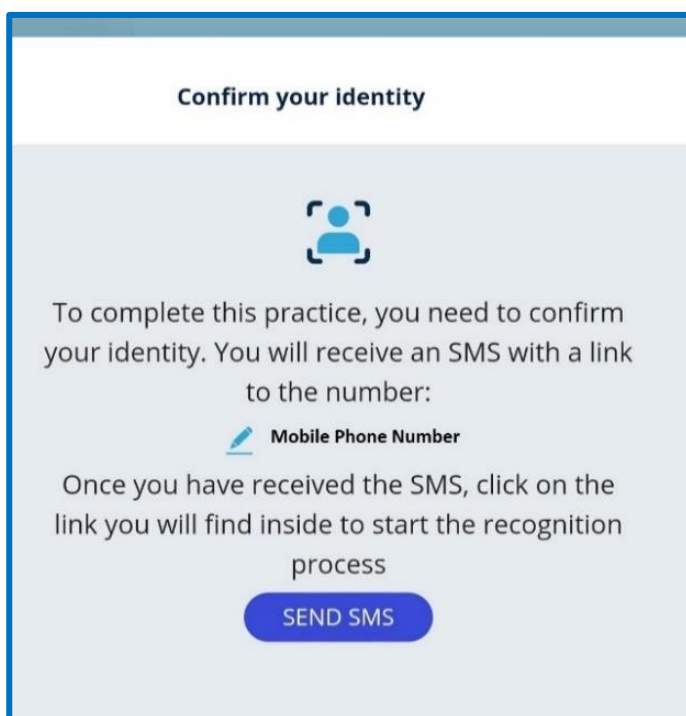 Confirm your identity
To complete this practice, you need to confirm
your identity. You will receive an SMS with a link
to the number:
Mobile Phone Number
Once you have received the SMS, click on the
link you will find inside to start the recognition
process
SEND SMS